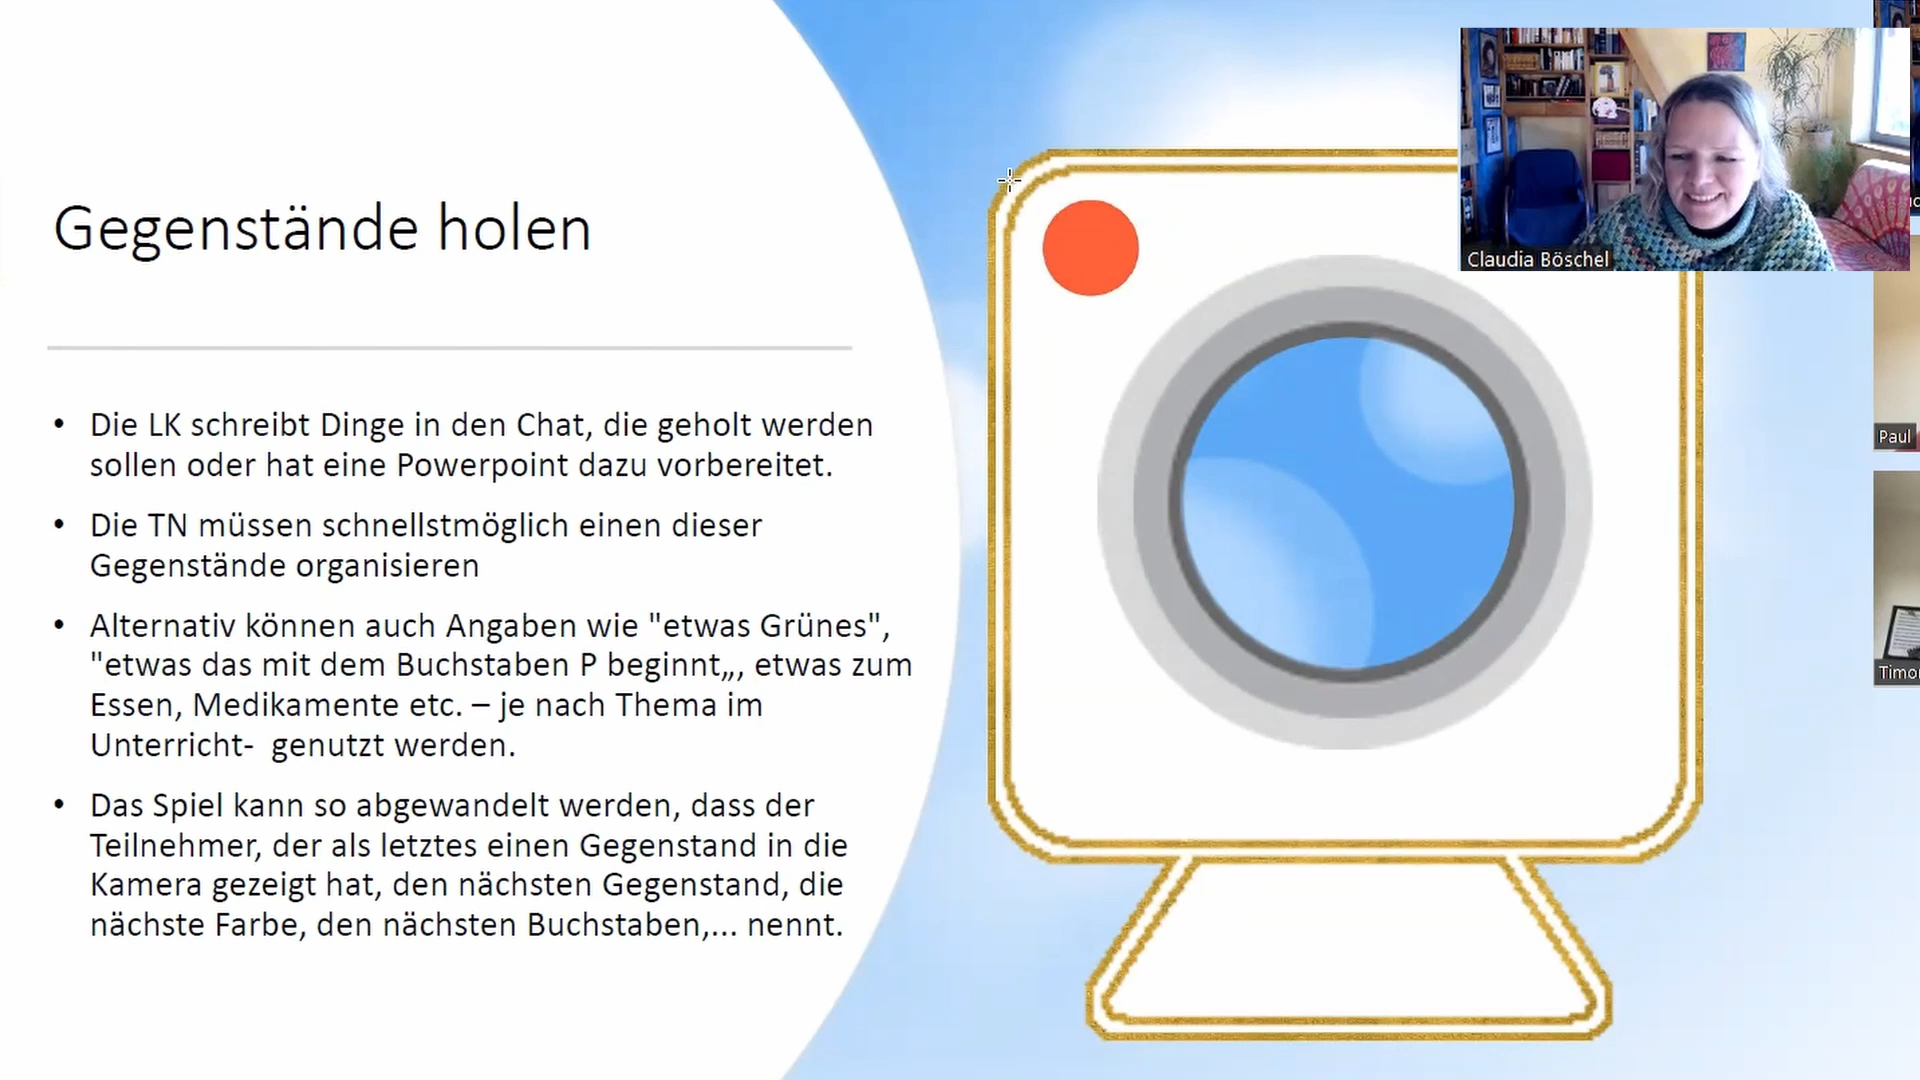 Gegenstände holen
• Die LK schreibt Dinge in den Chat, die geholt werden
sollen oder hat eine Powerpoint dazu vorbereitet.
• Die TN müssen schnellstmöglich einen dieser
Gegenstände organisieren
• Alternativ können auch Angaben wie "etwas Grünes",
"etwas das mit dem Buchstaben P beginnt„, etwas zum
Essen, Medikamente etc. – je nach Thema im
Unterricht-  genutzt werden.
• Das Spiel kann so abgewandelt werden, dass der
Teilnehmer, der als letztes einen Gegenstand in die
Kamera gezeigt hat, den nächsten Gegenstand, die
nächste Farbe, den nächsten Buchstaben,... nennt.
Claudia Böschel
Paul
Timo